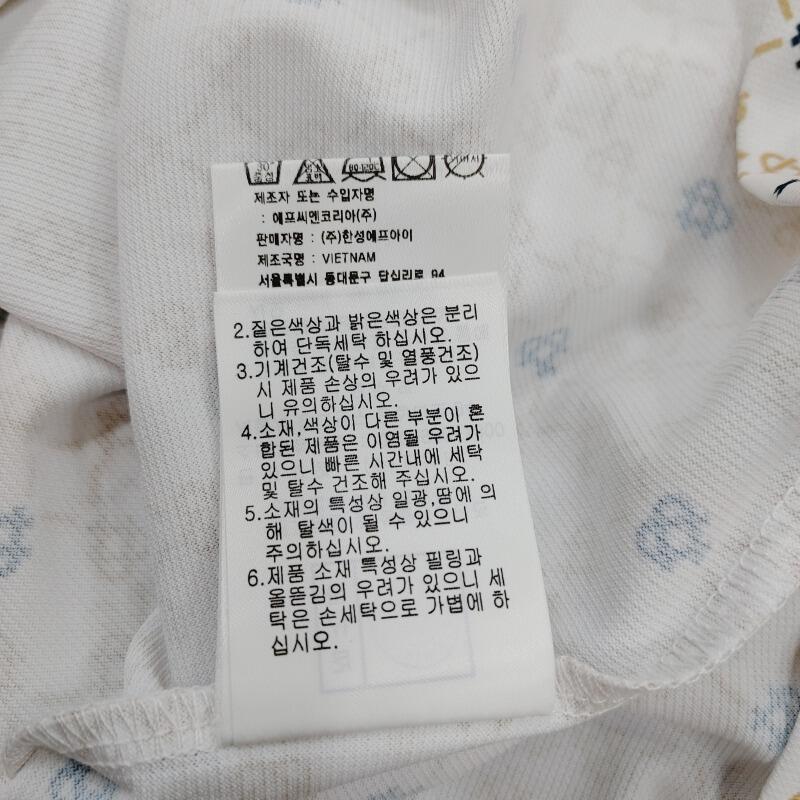 30°
중성
80-120C
제조자 또는 수입자명
: 에프씨엔코리아(주)
판매자명 : (주)한성에프아이
제조국명 : VIETNAM
서울특별시 동대문구 답십리로 94
2.짙은색상과 밝은색상은 분리
하여 단독세탁 하십시오.
3.기계건조(탈수 및 열풍건조)
시 제품 손상의 우려가 있으
니 유의하십시오.
4.소재,색상이 다른 부분이 혼
합된 제품은 이염될 우려가
있으니 빠른 시간내에 세탁
및 탈수 건조해 주십시오.
5.소재의 특성상 일광,땀에 의
해 탈색이 될 수 있으니
주의하십시오.
6.제품 소재 특성상 필링과
올뜯김의 우려가 있으니 세
탁은 손세탁으로 가볍에 하
십시오.